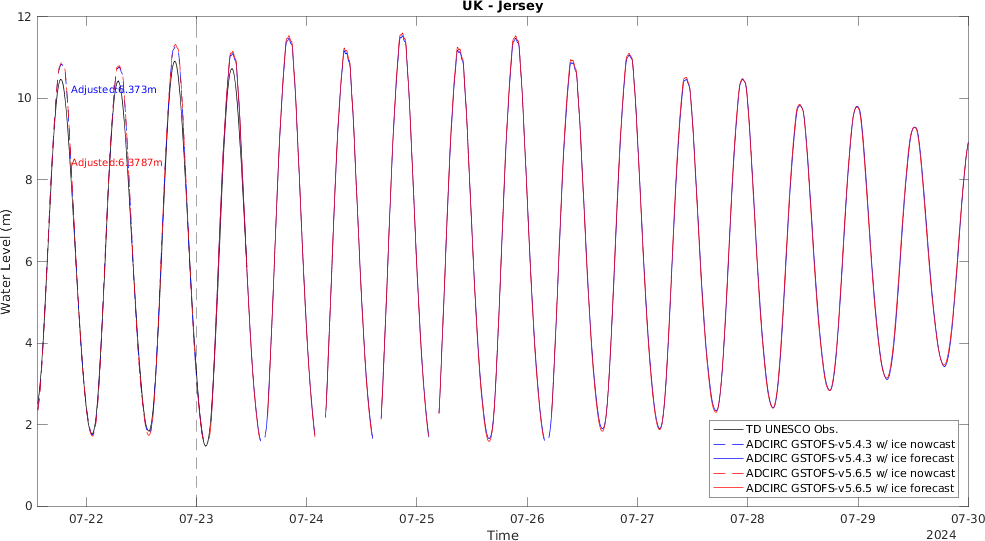 UK - Jersey
12
10
8
6
4
2
0
Water Level (m)
Adjusted:6.373m
Adjusted:6.3787m
TD UNESCO Obs.
ADCIRC GSTOFS-v5.4.3 w/ ice nowcast
ADCIRC GSTOFS-v5.4.3 w/ ice forecast
ADCIRC GSTOFS-v5.6.5 w/ ice nowcast
ADCIRC GSTOFS-v5.6.5 w/ ice forecast
07-22 07-23 07-24 07-25 07-26 07-27 07-28 07-29 07-30
Time
2024